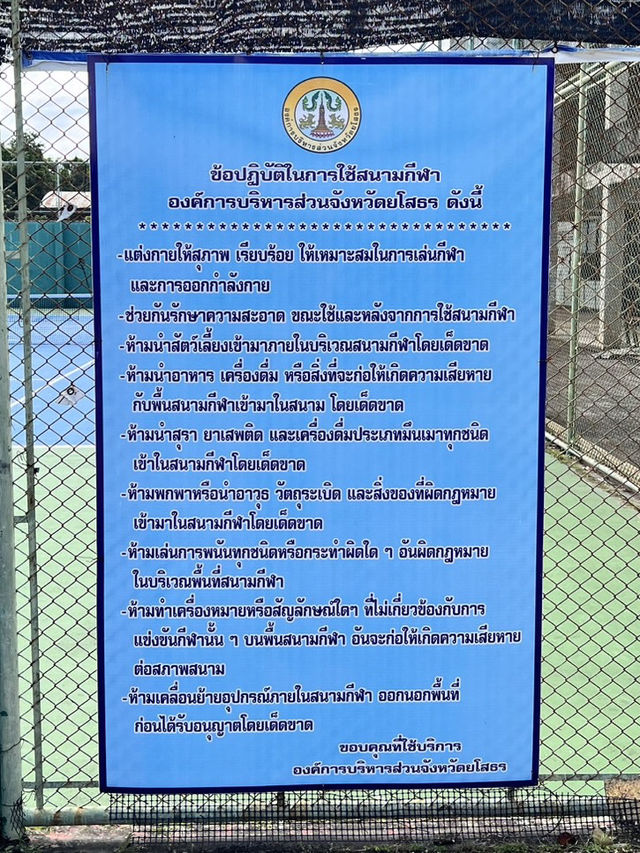 องค์การบริหารส่วนจังหวัดยโสธร
ข้อปฏิบัติในการใช้สนามกีฬา
องค์การบริหารส่วนจังหวัดยโสธร ดังนี้
********************************
-แต่งกายให้สุภาพ เรียบร้อย ให้เหมาะสมในการเล่นกีฬา
และการออกกำลังกาย
-ช่วยกันรักษาความสะอาด ขณะใช้และหลังจากการใช้สนามกีฬา
-ห้ามนำสัตว์เลี้ยงเข้ามาภายในบริเวณสนามกีฬาโดยเด็ดขาด
-ห้ามนำอาหาร เครื่องดื่ม หรือสิ่งที่จะก่อให้เกิดความเสียหาย
กับพื้นสนามกีฬาเข้ามาในสนาม โดยเด็ดขาด
-ห้ามนำสุรา ยาเสพติด และเครื่องดื่มประเภทมึนเมาทุกชนิด
เข้าในสนามกีฬาโดยเด็ดขาด
-ห้ามพกพาหรือนำอาวุธ วัตถุระเบิด และสิ่งของที่ผิดกฎหมาย
เข้ามาในสนามกีฬาโดยเด็ดขาด
-ห้ามเล่นการพนันทุกชนิดหรือกระทำผิดใด ๆ อันผิดกฎหมาย
ในบริเวณพื้นที่สนามกีฬา
-ห้ามทำเครื่องหมายหรือสัญลักษณ์ใดๆ ที่ไม่เกี่ยวข้องกับการ
แข่งขันกีฬานั้น ๆ บนพื้นสนามกีฬา อันจะก่อให้เกิดความเสียหาย
ต่อสภาพสนาม
-ห้ามเคลื่อนย้ายอุปกรณ์ภายในสนามกีฬา ออกนอกพื้นที่
ก่อนได้รับอนุญาตโดยเด็ดขาด
ขอบคุณที่ใช้บริการ
องค์การบริหารส่วนจังหวัดยโสธร